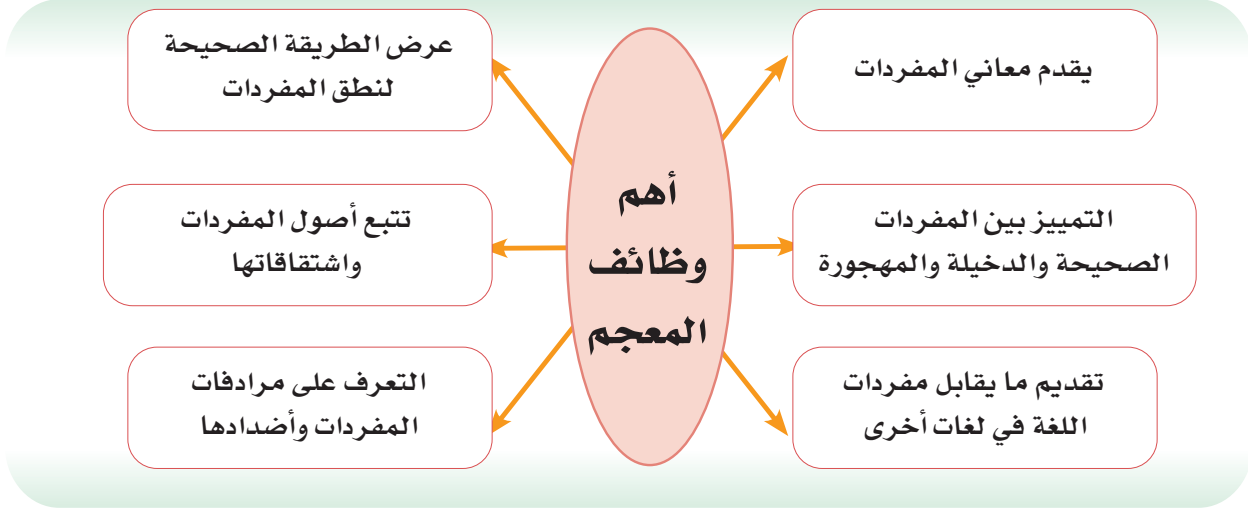 أهم
وظائف
المعجم
يقدم معاني المفردات
عرض الطريقة الصحيحة
لنطق المفردات
التمييز بين المفردات
الصحيحة والدخيلة والمهجورة
تتبع أصول المفردات
واشتقاقاتها
تقديم ما يقابل مفردات
اللغة في لغات أخرى
التعرف على مرادفات
المفردات وأضدادها